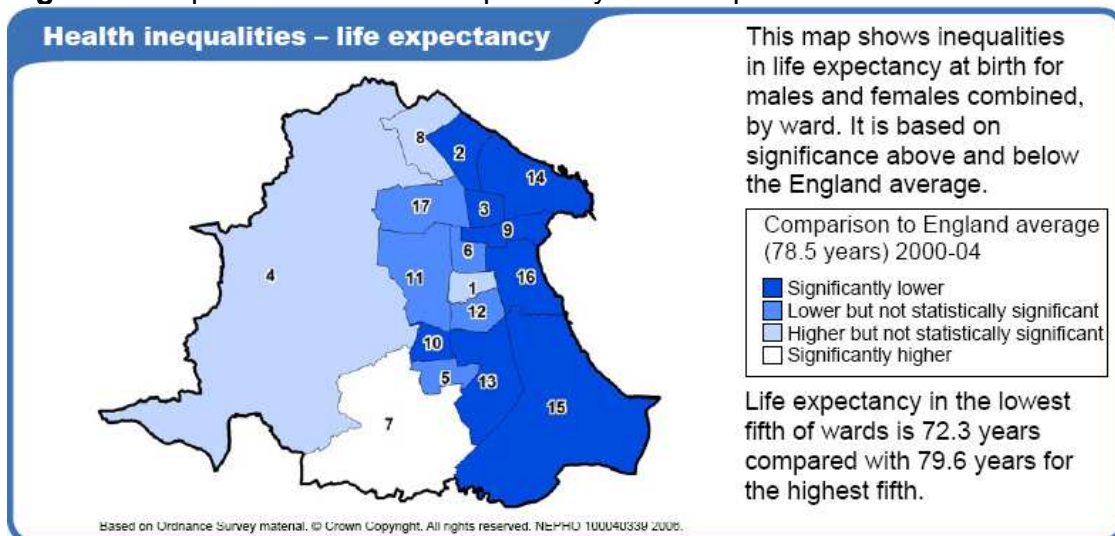 Health inequalities – life expectancy
This map shows inequalities
in life expectancy at birth for
males and females combined,
by ward. It is based on
significance above and below
the England average.
Comparison to England average
(78.5 years) 2000-04
Significantly lower
Lower but not statistically significant
Higher but not statistically significant
Significantly higher
Life expectancy in the lowest
fifth of wards is 72.3 years
compared with 79.6 years for
the highest fifth.
8
2
14
17
3
9
6
4
11
1
16
12
10
5
13
7
15
Based on Ordnance Survey material. © Crown Copyright. All rights reserved. NEPHO 100040339 2006.